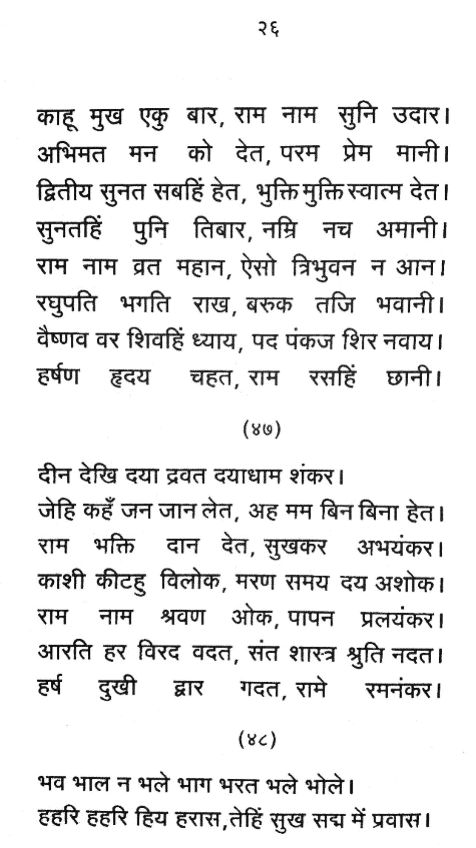 २६
काहू मुख एकु बार, राम नाम सुनि उदार।
अभिमत मन को देत, परम प्रेम मानी।
द्वितीय सुनत सबहिं हेत, भुक्ति मुक्ति स्वात्म देत।
सुनतहिं पुनि तिबार, नम्रि नच अमानी।
राम नाम व्रत महान, ऐसो त्रिभुवन न आन।
रघुपति भगति राख, बरुक तजि भवानी।
वैष्णव वर शिवहिं ध्याय, पद पंकज शिर नवाय।
हर्षण हृदय चहत, राम रसहिं छानी।
(४७)
दीन देखि दया द्रवत दयाधाम शंकर।
जेहि कहँ जन जान लेत, अह मम बिन बिना हेत।
राम भक्ति दान देत, सुखकर अभयंकर।
काशी कीटहु विलोक, मरण समय दय अशोक।
राम नाम श्रवण ओक, पापन प्रलयंकर।
आरति हर विरद वदत, संत शास्त्र श्रुति नदत।
हर्ष दुखी द्वार गदत, रामे रमनंकर।
(४८)
भव भाल न भले भाग भरत भले भोले।
हहरि हहरि हिय हरास,तेहिं सुख सद्म में प्रवास।